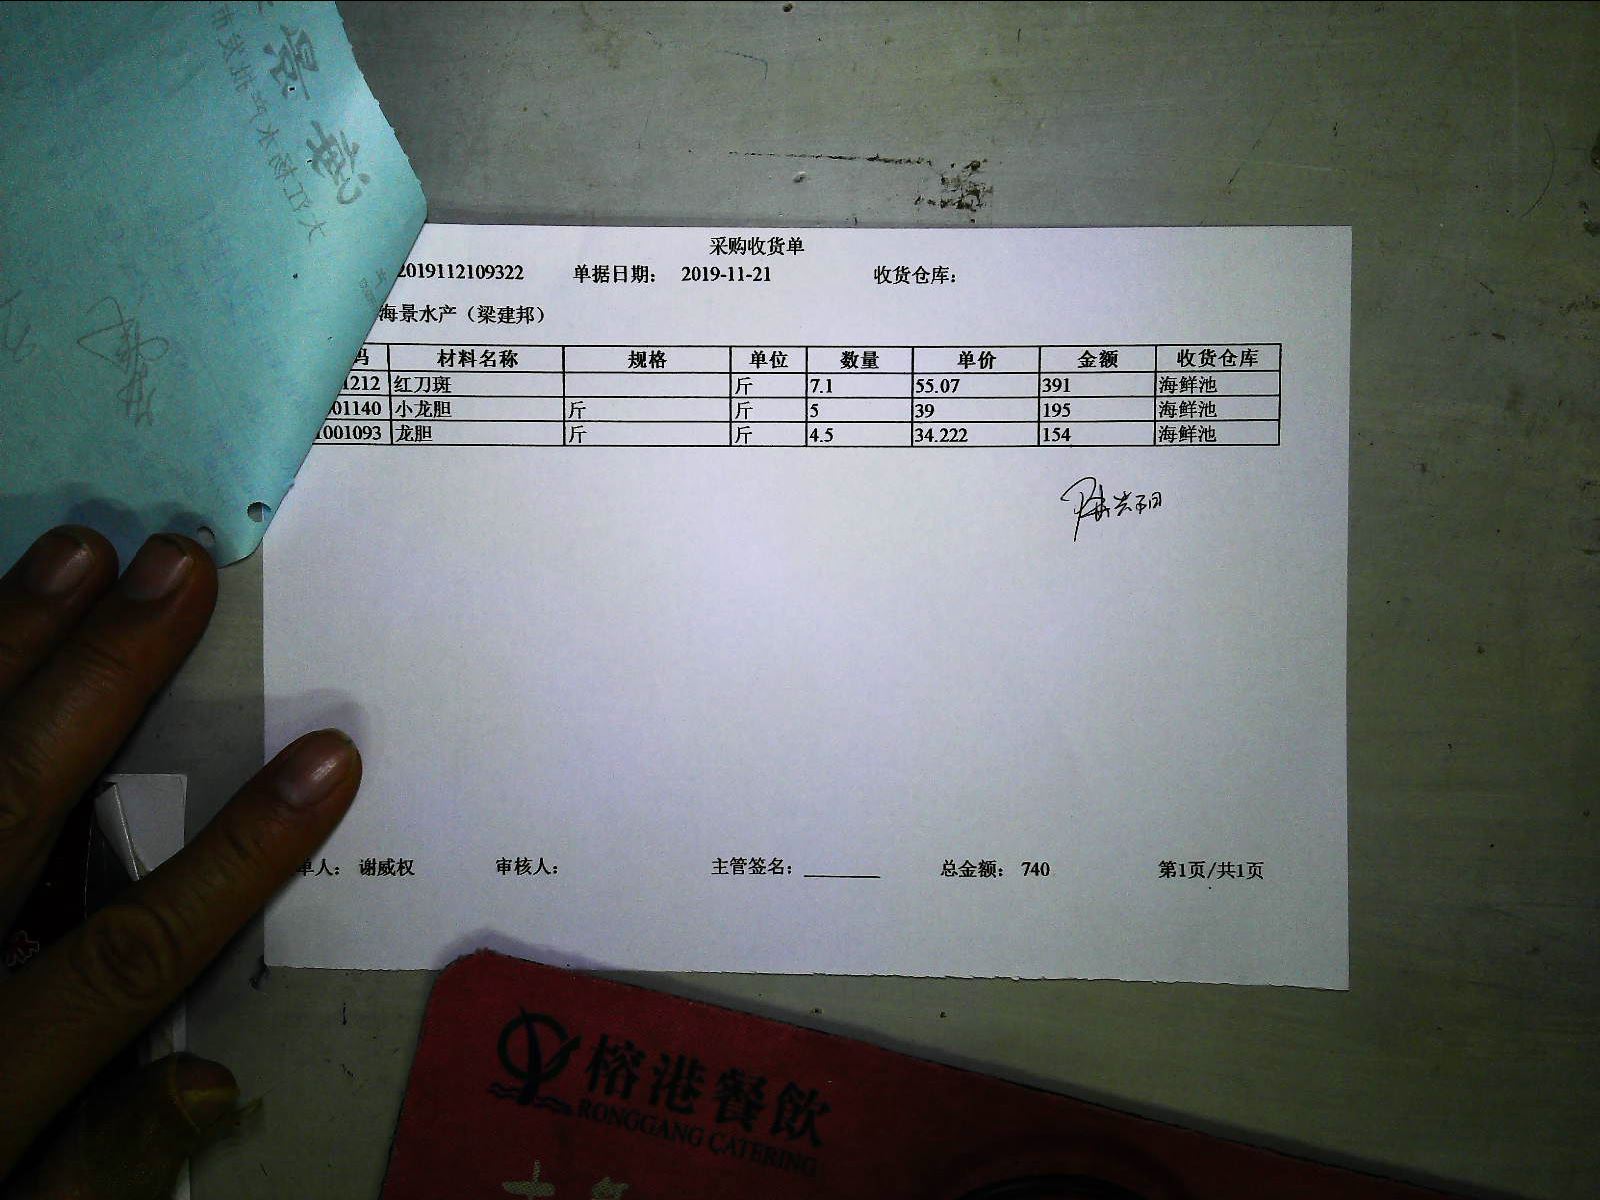 采购收货单
2019112109322 单据日期： 2019-11-21 收货仓库：
海景水产（梁建邦）
码 材料名称 规格 单位 数量 单价 金额 收货仓库
1212 红刀斑 斤 7.1 55.07 391 海鲜池
01140 小龙胆 斤 斤 5 39 195 海鲜池
1001093 龙胆 斤 斤 4.5 34.222 154 海鲜池
单人： 谢威权 审核人： 主管签名： 总金额： 740 第1页/共1页
榕港餐飲
RONGGANG CATERING